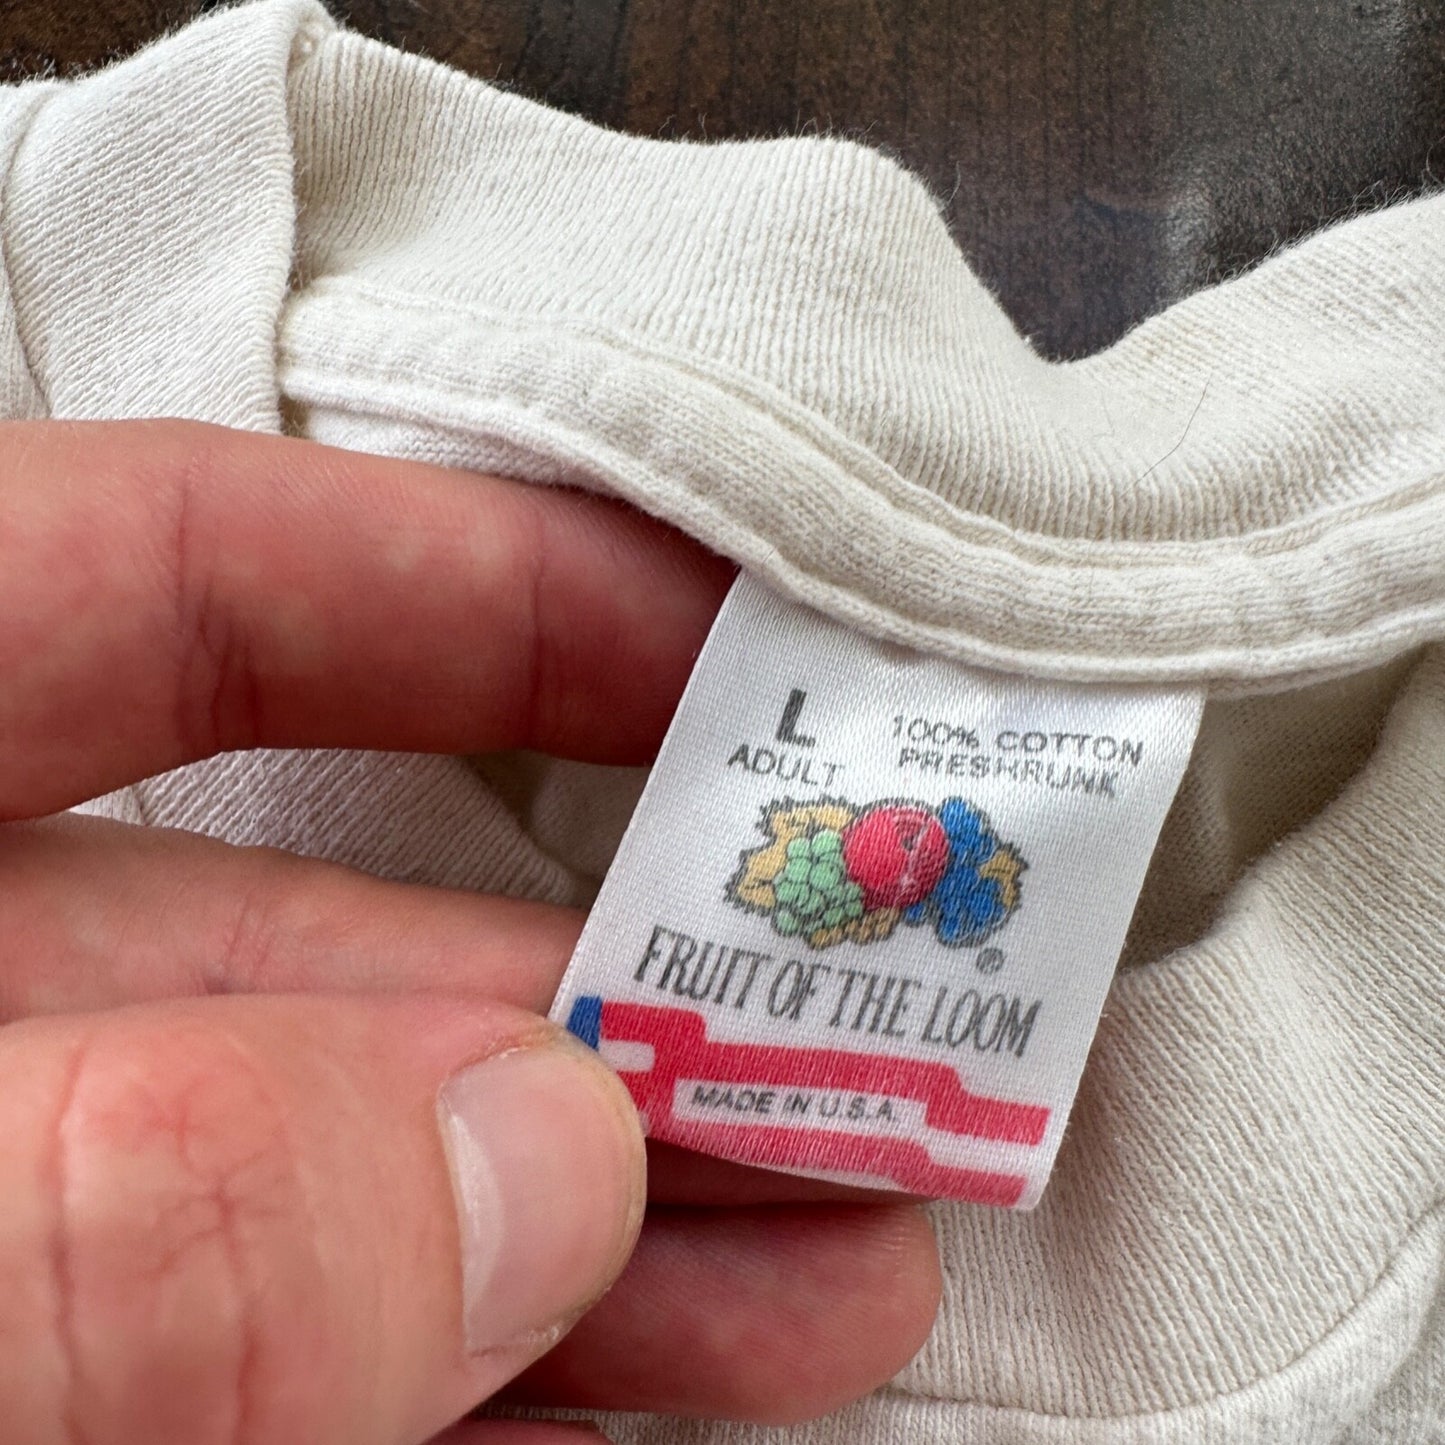 L
ADULT
100% COTTON
PRESHRUNK
®
FRUIT OF THE LOOM
MADE IN U.S.A.